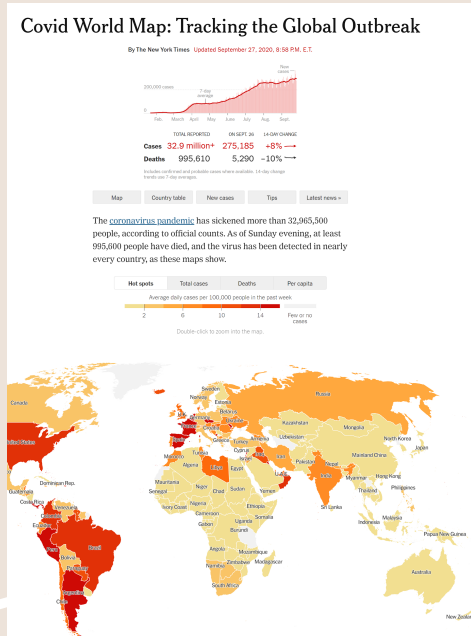 Covid World Map: Tracking the Global Outbreak
By The New York Times Updated September 27, 2020, 8:58 P.M. E.T.
New
cases
200,000 cases
7-day
average
0
Feb. March April May June July Aug. Sept.
TOTAL REPORTED ON SEPT. 26 14-DAY CHANGE
Cases 32.9 million+ 275,185 +8%
Deaths 995,610 5,290 –10%
Includes confirmed and probable cases where available. 14-day change
trends use 7-day averages.
Map Country table New cases Tips Latest news »
The coronavirus pandemic has sickened more than 32,965,500
people, according to official counts. As of Sunday evening, at least
995,600 people have died, and the virus has been detected in nearly
every country, as these maps show.
Hot spots Total cases Deaths Per capita
Average daily cases per 100,000 people in the past week
2 6 10 14 Few or no
cases
Double-click to zoom into the map.
Sweden
Russia
Norway
Canada
Estonia
Belarus
Germany
Ukraine
France
Croatia
Kazakhstan
Mongolia
United States
Spain
Greece Turkey Armenia Uzbekistan North Korea
Japan
Cyprus
Tunisia
Morocco Israel Iraq Iran Pakistan Mainland China
Algeria Libya Egypt Nepal
India Myanmar Hong Kong
Dominican Rep. Mauritania
Niger Sudan
Guatemala Senegal Chad Yemen Thailand Philippines
Costa Rica Venezuela Nigeria Ethiopia Sri Lanka
Ivory Coast Cameroon Somalia
Colombia Uganda Malaysia
Ecuador Gabon Burundi Indonesia
Papua New Guinea
Peru Brazil
Angola
Bolivia Mozambique
Zimbabwe Madagascar
Paraguay Namibia Australia
South Africa
Argentina
Chile
New Zeala